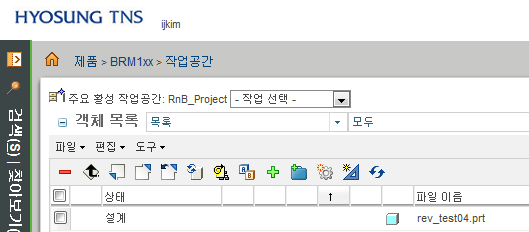 HYOSUNG TNS ijkim
제품 > BRM1xx > 작업공간
주요 활성 작업공간: RnB_Project - 작업 선택 -
객체 목록 목록 모두
파일 편집 도구
상태 파일 이름
설계 rev_test04.prt
검색(S) | 찾아보기(